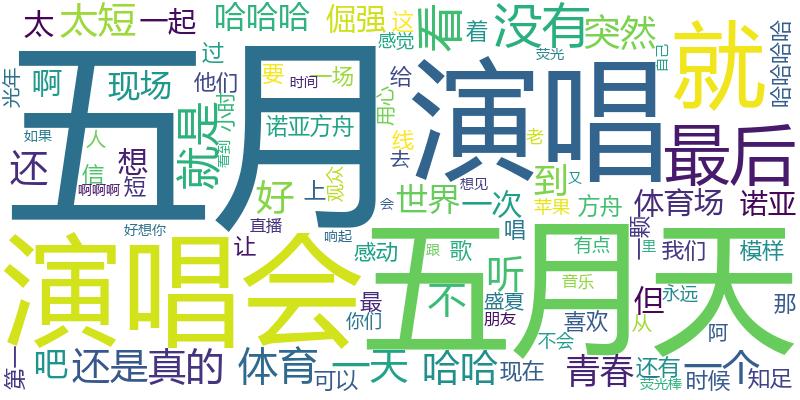 太
太短
一起
哈哈哈
倔强
这
看
着
没有
突然
就
哈哈哈哈
光年
啊
现场
过
他们
小时
要
一场
时间
感觉
给
荧光
自己
五月
演唱
最后
如果
人
还
信
想
短
啊啊啊
就是
看到
诺亚方舟
用心
线
去
老
好
上
观众
世界
一次
想见
到
又
苹果
方舟
体育场
诺亚
好想你
直播
会
响起
唱
一颗
演唱会
五月天
让
感动
跟
歌
听
有点
里
我们
模样
音乐
不
最
你们
盛夏
朋友
喜欢
但
从
永远
那
阿
不会
第一
吧
还是
真的
体育
可以
一天
哈哈
现在
青春
还有
荧光棒
一个
时候
知足